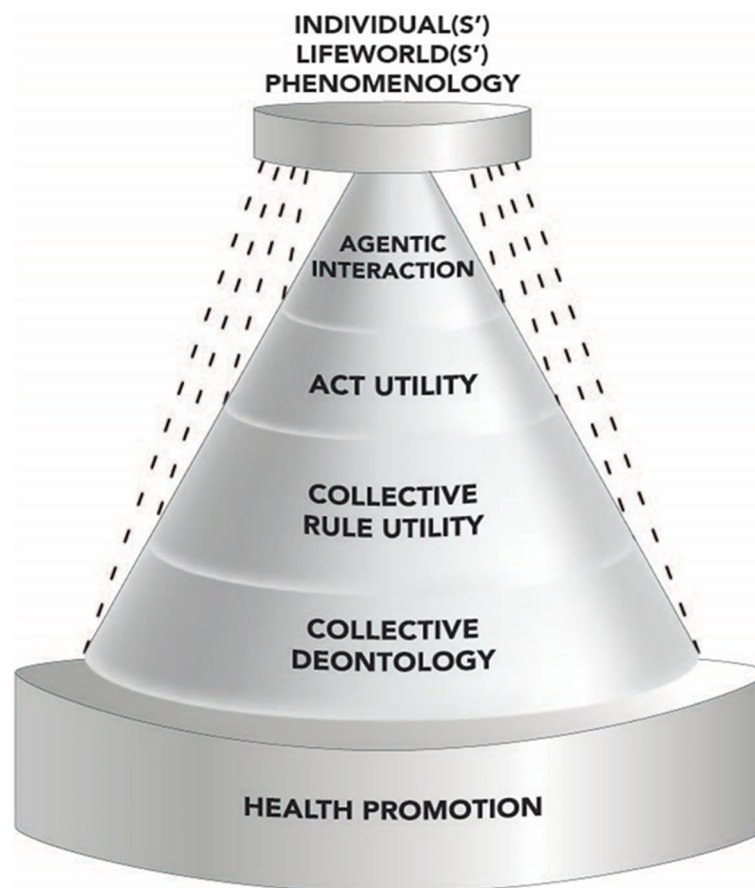 INDIVIDUAL(S')
LIFEWORLD(S')
PHENOMENOLOGY
AGENTIC
INTERACTION
ACT UTILITY
COLLECTIVE
RULE UTILITY
COLLECTIVE
DEONTOLOGY
HEALTH PROMOTION